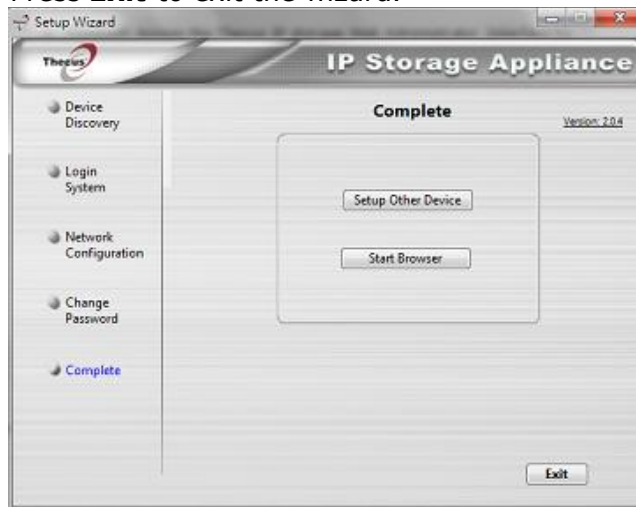 Press Exit to exit the wizard.
Setup Wizard
Thecus
IP Storage Appliance
Device
Discovery
Login
System
Network
Configuration
Change
Password
Complete
Complete
Version: 2.0.4
Setup Other Device
Start Browser
Exit